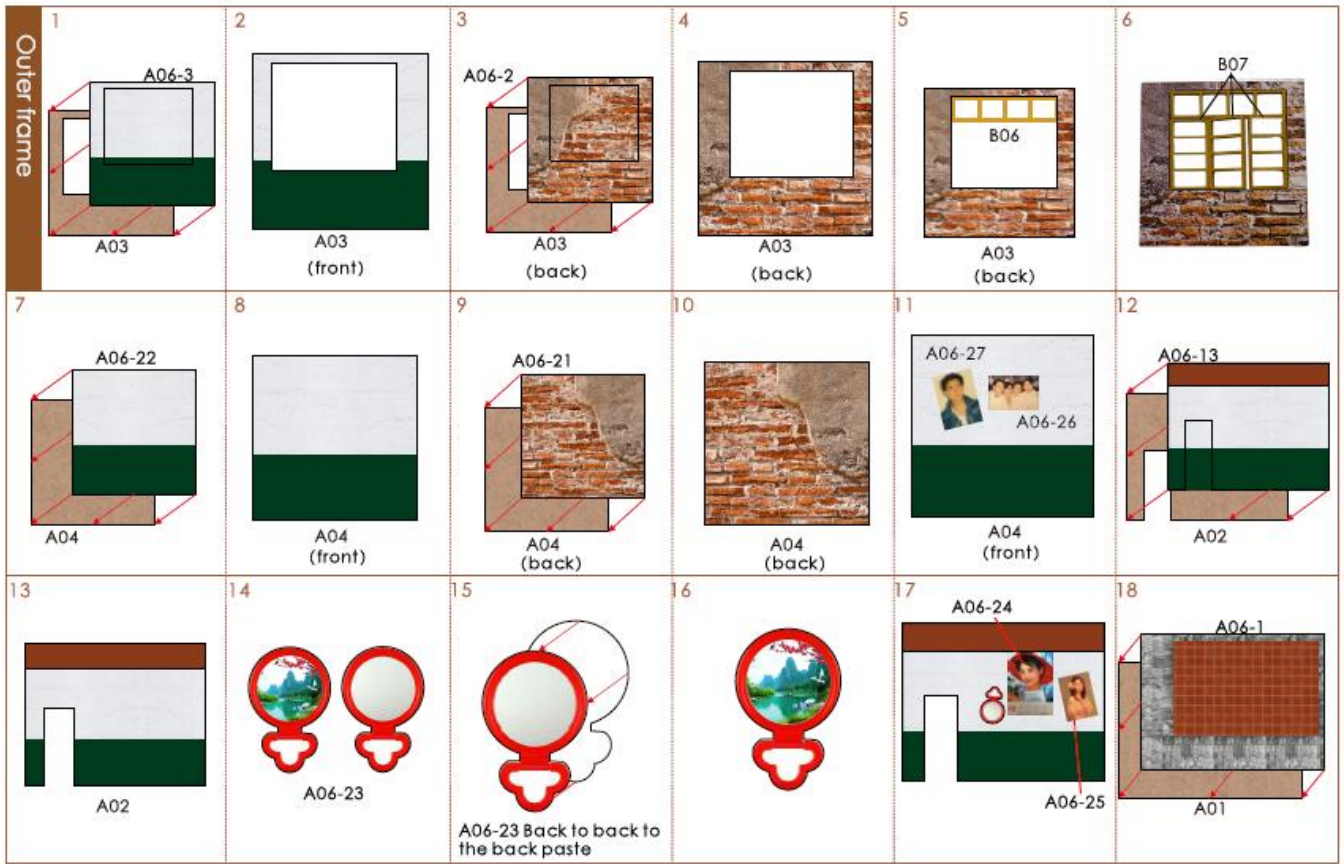 Outer frame
1
A06-3
A03
2
A03
(front)
3
A06-2
A03
(back)
4
A03
(back)
5
B06
A03
(back)
6
B07
7
A06-22
A04
8
A04
(front)
9
A06-21
A04
(back)
10
A04
(back)
11
A06-27
A06-26
A04
(front)
12
A06-13
A02
13
A02
14
A06-23
15
A06-23 Back to back to
the back paste
16
17
A06-24
A06-25
18
A06-1
A01